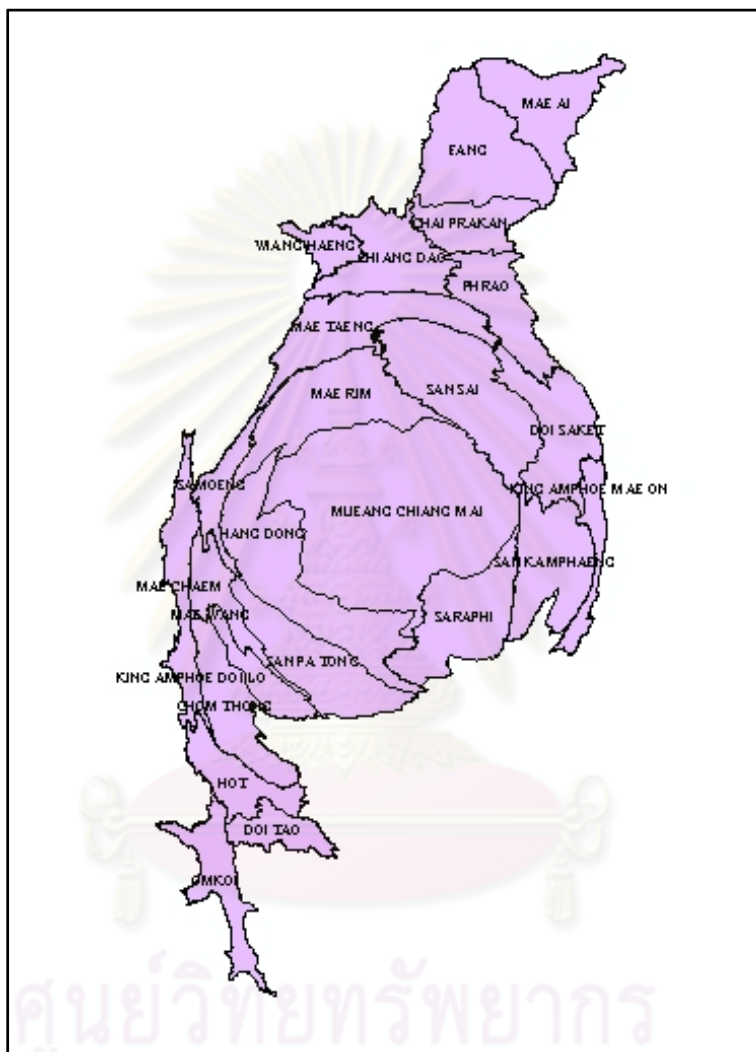 MAE AI
FANG
CHAI PRAKAN
WIANG HAENG
CHIANG DAO
PHRAO
MAE TAENG
MAE RIM
SAN SAI
DOI SAKET
SAMOENG
KING AMPHOE MAE ON
MUEANG CHIANG MAI
HANG DONG
SAN KAMPHAENG
MAE CHAEM
MAE WANG
SARAPHI
SAN PA TONG
KING AMPHOE DOI LO
CHOM THONG
HOT
DOI TAO
OMKOI
ศูนย์วิทยทรัพยากร